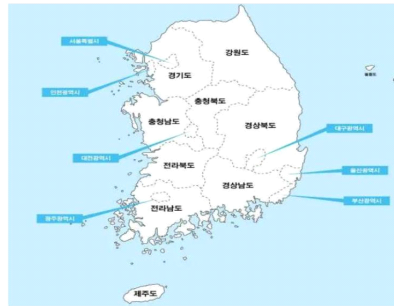 서울특별시
강원도
울릉도
경기도
인천광역시
충청북도
충청남도
경상북도
대구광역시
대전광역시
전라북도
울산광역시
경상남도
부산광역시
전라남도
광주광역시
제주도